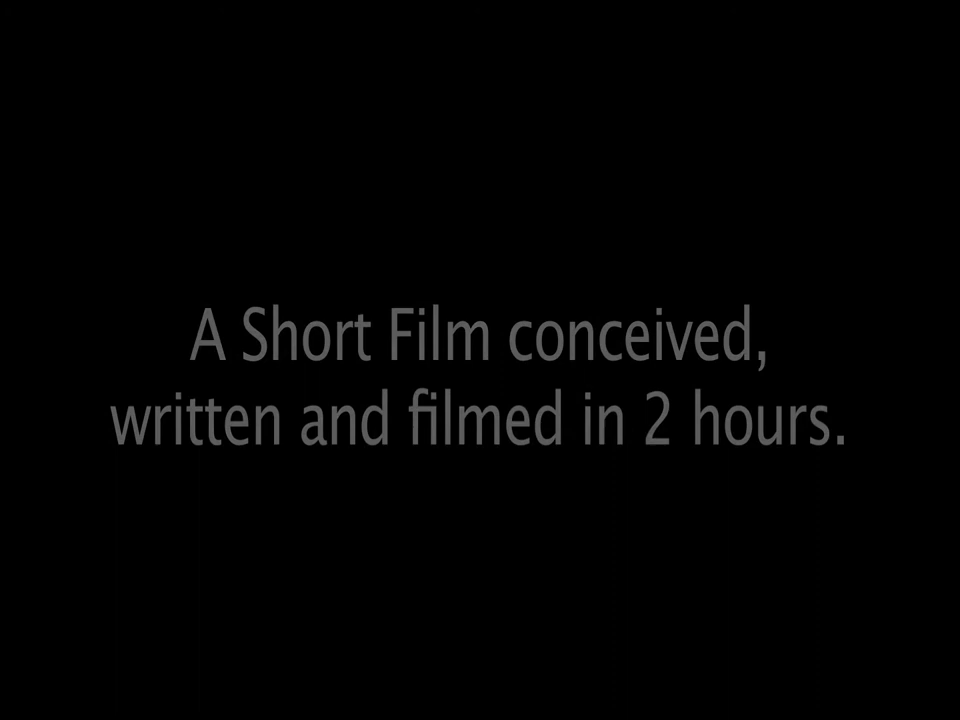 A Short Film conceived,
written and filmed in 2 hours.